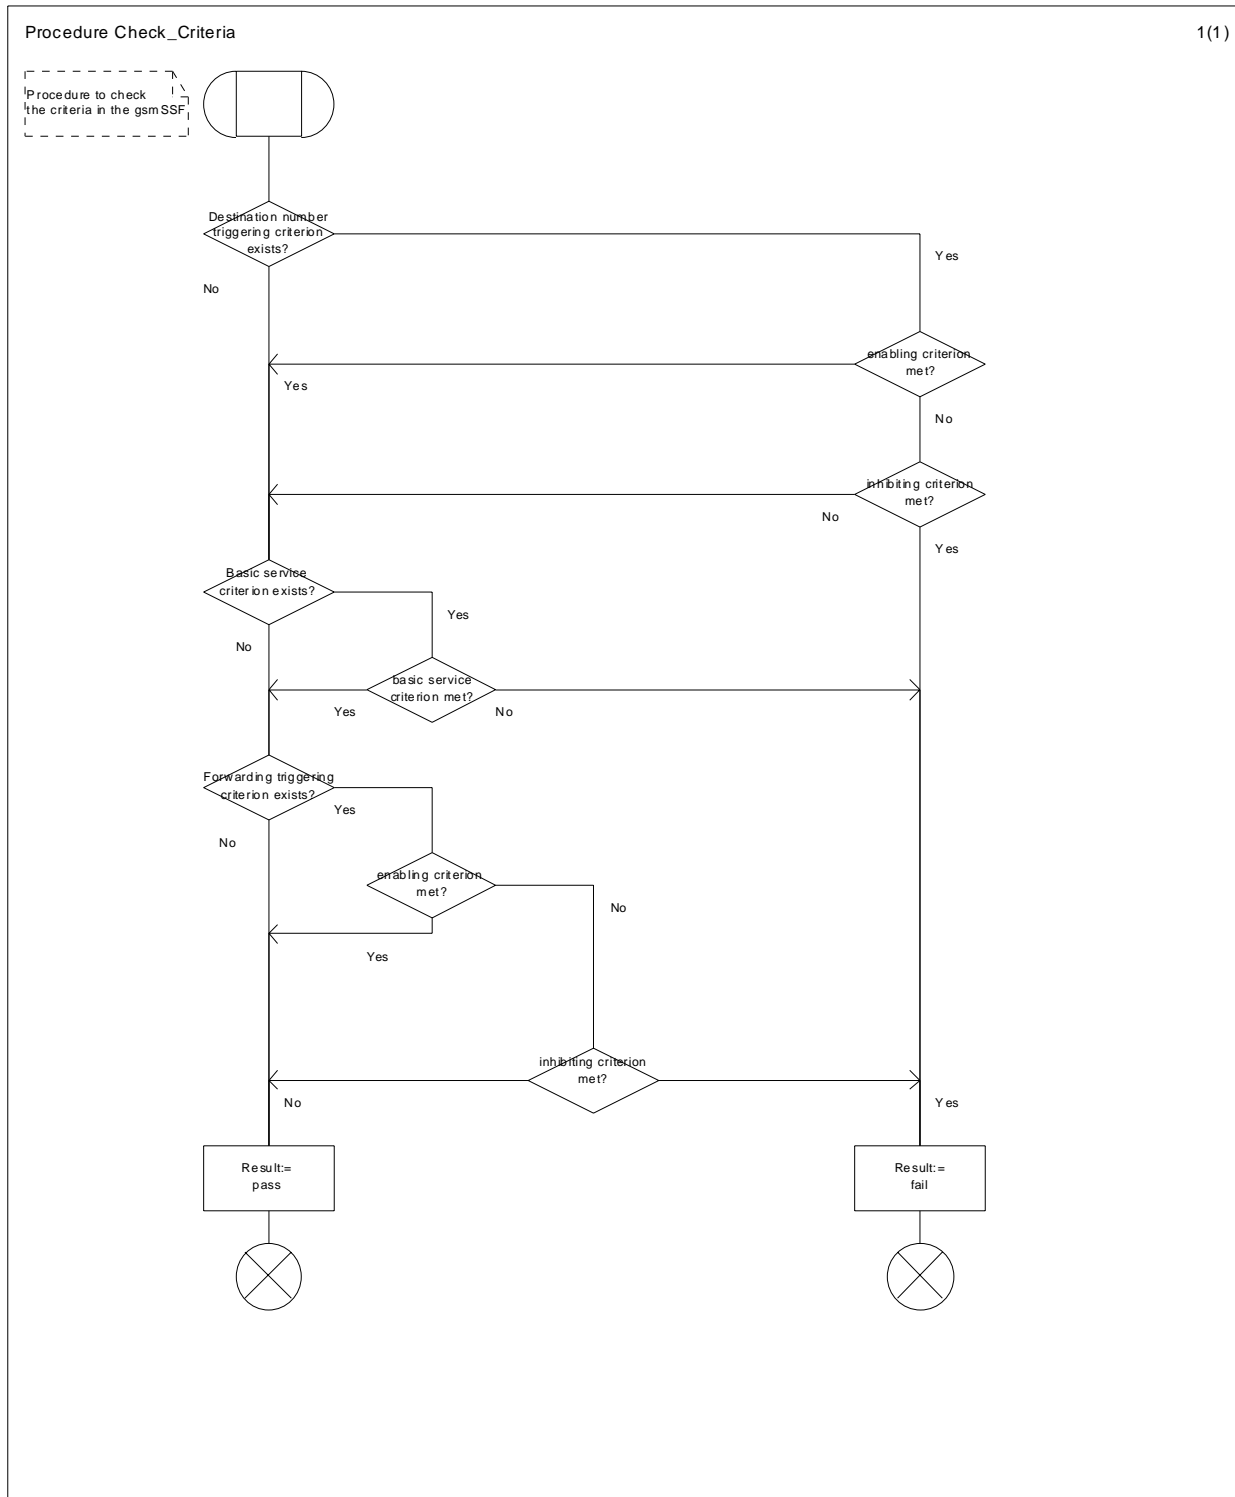 Procedure Check_Criteria
1(1)
Procedure to check
the criteria in the gsmSSF
Destination number
triggering criterion
exists?
Yes
No
enabling criterion
met?
Yes
No
inhibiting criterion
met?
No
Yes
Basic service
criterion exists?
Yes
No
basic service
criterion met?
Yes
No
Forwarding triggering
criterion exists?
Yes
No
enabling criterion
met?
No
Yes
inhibiting criterion
met?
No
Yes
Result:=
pass
Result:=
fail